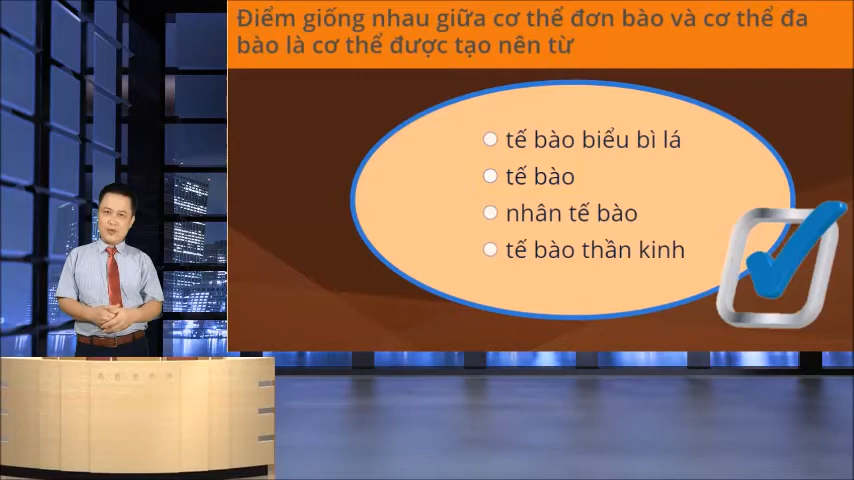 Điểm giống nhau giữa cơ thể đơn bào và cơ thể đa
bào là cơ thể được tạo nên từ
tế bào biểu bì lá
tế bào
nhân tế bào
tế bào thần kinh